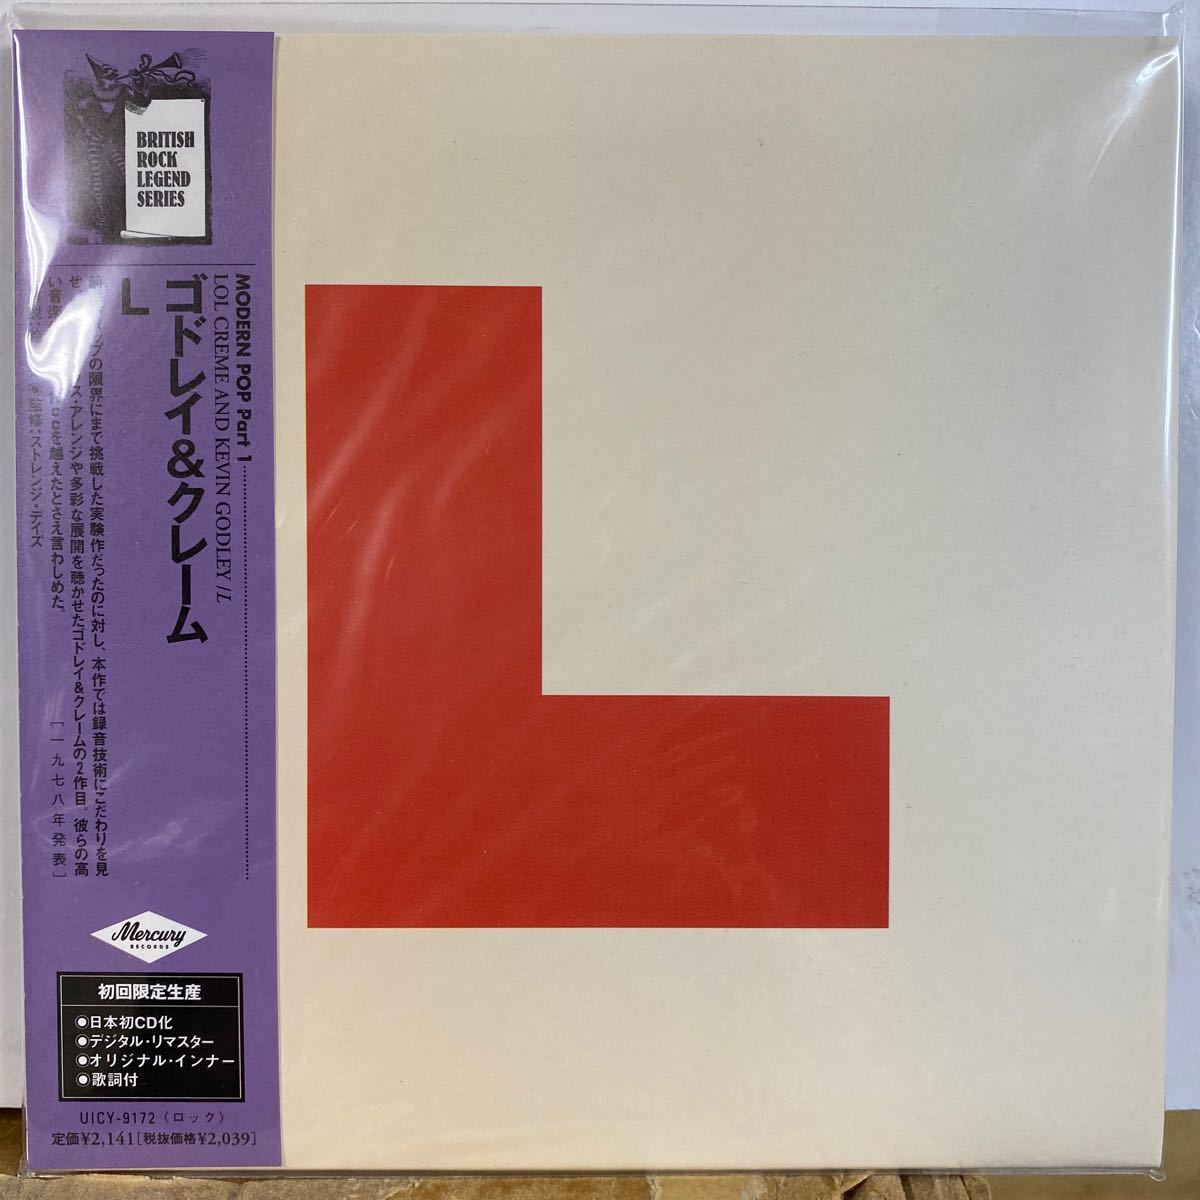 BRITISH
ROCK
LEGEND
SERIES
MODERN POP Part 1
LOL CREME AND KEVIN GODLEY / L
ゴドレイ&クレーム
L
の限界にまで挑戦した実験作だったのに対し、本作では録音技術にこだわりを見
せ、 ス・アレンジや多彩な展開を聴かせたゴドレイ&クレームの2作目。彼らの高
い音楽 ccを越えたとさえ言わしめた。
[一九七八年発表]
●監修:ストレンジ・デイズ
Mercury
RECORDS
初回限定生産
●日本初CD化
●デジタル・リマスター
●オリジナル・インナー
●歌詞付
UICY-9172〈ロック〉
定価¥2,141[税抜価格¥2,039]
L